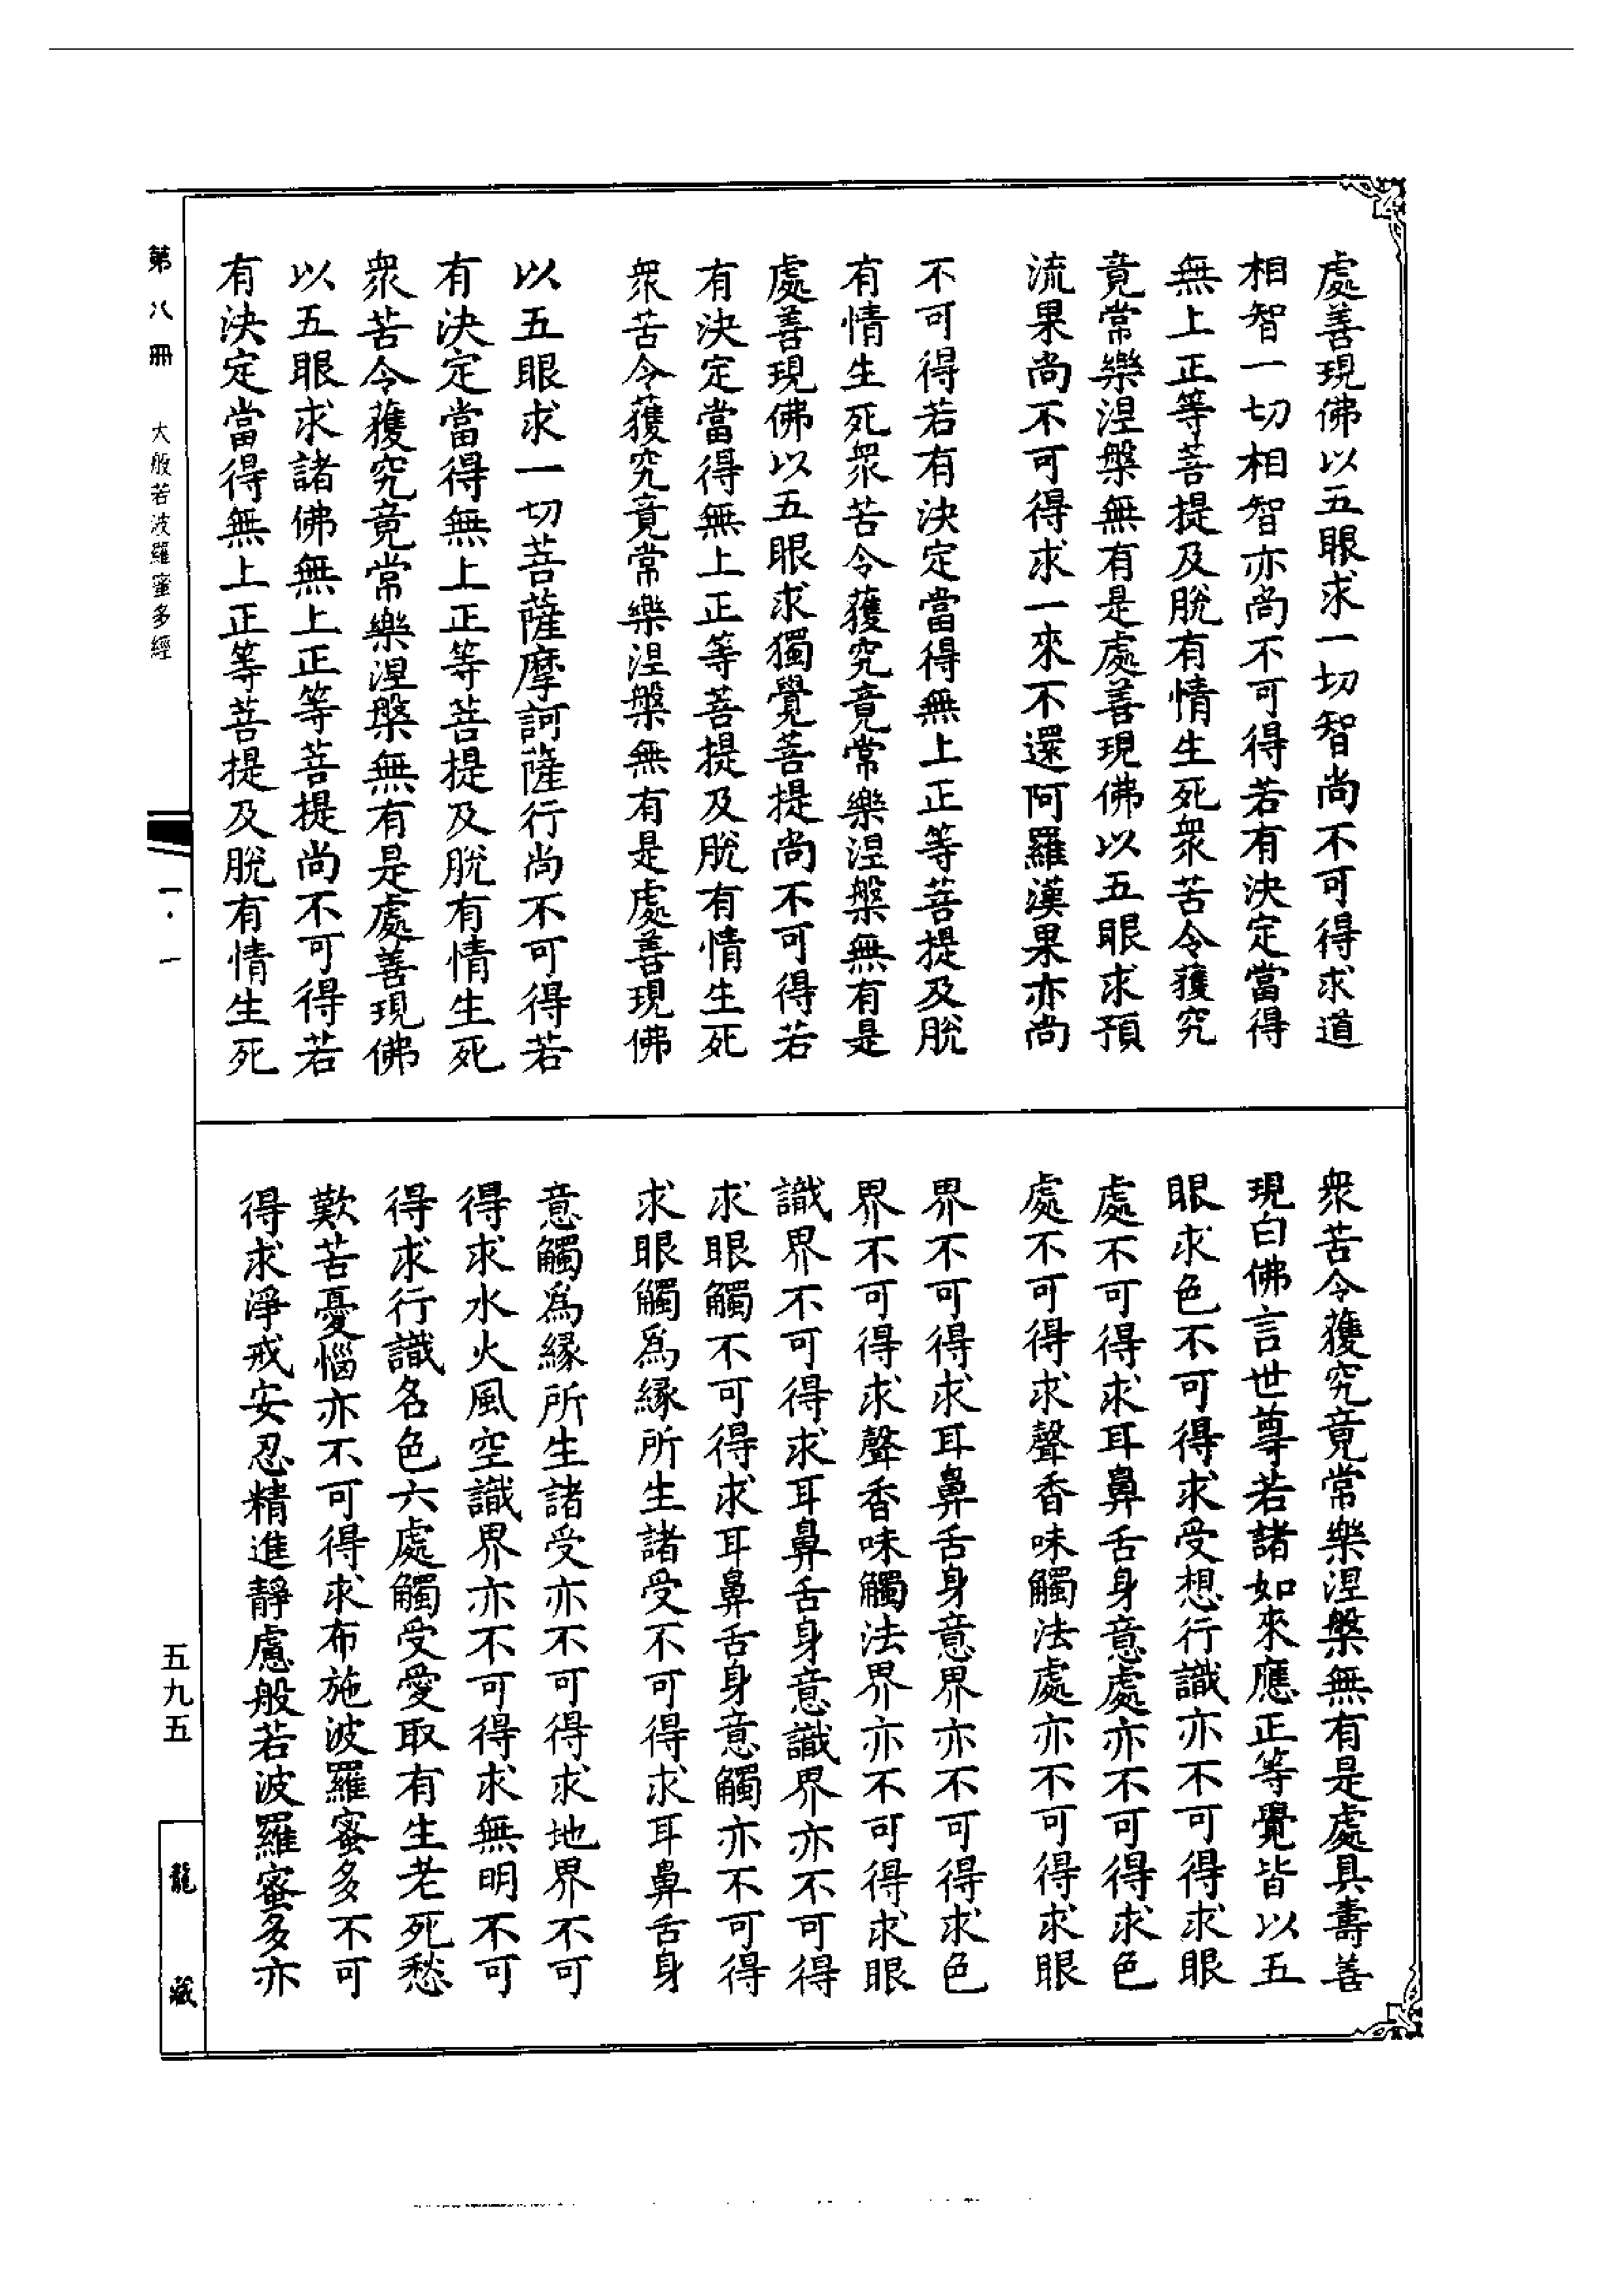 處善現佛以五眼求一切智尚不可得求道
相智一切相智亦尚不可得若有決定當得
無上正等菩提及脫有情生死衆苦令獲究
竟常樂涅槃無有是處善現佛以五眼求預
流果尚不可得求一來不還阿羅漢果亦尚
不可得若有決定當得無上正等菩提及脫
有情生死衆苦令獲究竟常樂涅槃無有是
處善現佛以五眼求獨覺菩提尚不可得若
有決定當得無上正等菩提及脫有情生死
衆苦令獲究竟常樂涅槃無有是處善現佛
以五眼求一切菩薩摩訶薩行尚不可得若
有決定當得無上正等菩提及脫有情生死
衆苦令獲究竟常樂涅槃無有是處善現佛
以五眼求諸佛無上正等菩提尚不可得若
有決定當得無上正等菩提及脫有情生死
衆苦令獲究竟常樂涅槃無有是處具壽善
現白佛言世尊若諸如來應正等覺皆以五
眼求色不可得求受想行識亦不可得求眼
處不可得求耳鼻舌身意處亦不可得求色
處不可得求聲香味觸法處亦不可得求眼
界不可得求耳鼻舌身意界亦不可得求色
界不可得求聲香味觸法界亦不可得求眼
識界不可得求耳鼻舌身意識界亦不可得
求眼觸不可得求耳鼻舌身意觸亦不可得
求眼觸爲緣所生諸受不可得求耳鼻舌身
意觸爲緣所生諸受亦不可得求地界不可
得求水火風空識界亦不可得求無明不可
得求行識名色六處觸受愛取有生老死愁
歎苦憂惱亦不可得求布施波羅蜜多不可
得求淨戒安忍精進靜慮般若波羅蜜多亦
第八冊 大般若波羅蜜多經
一·一
五九五
龍藏